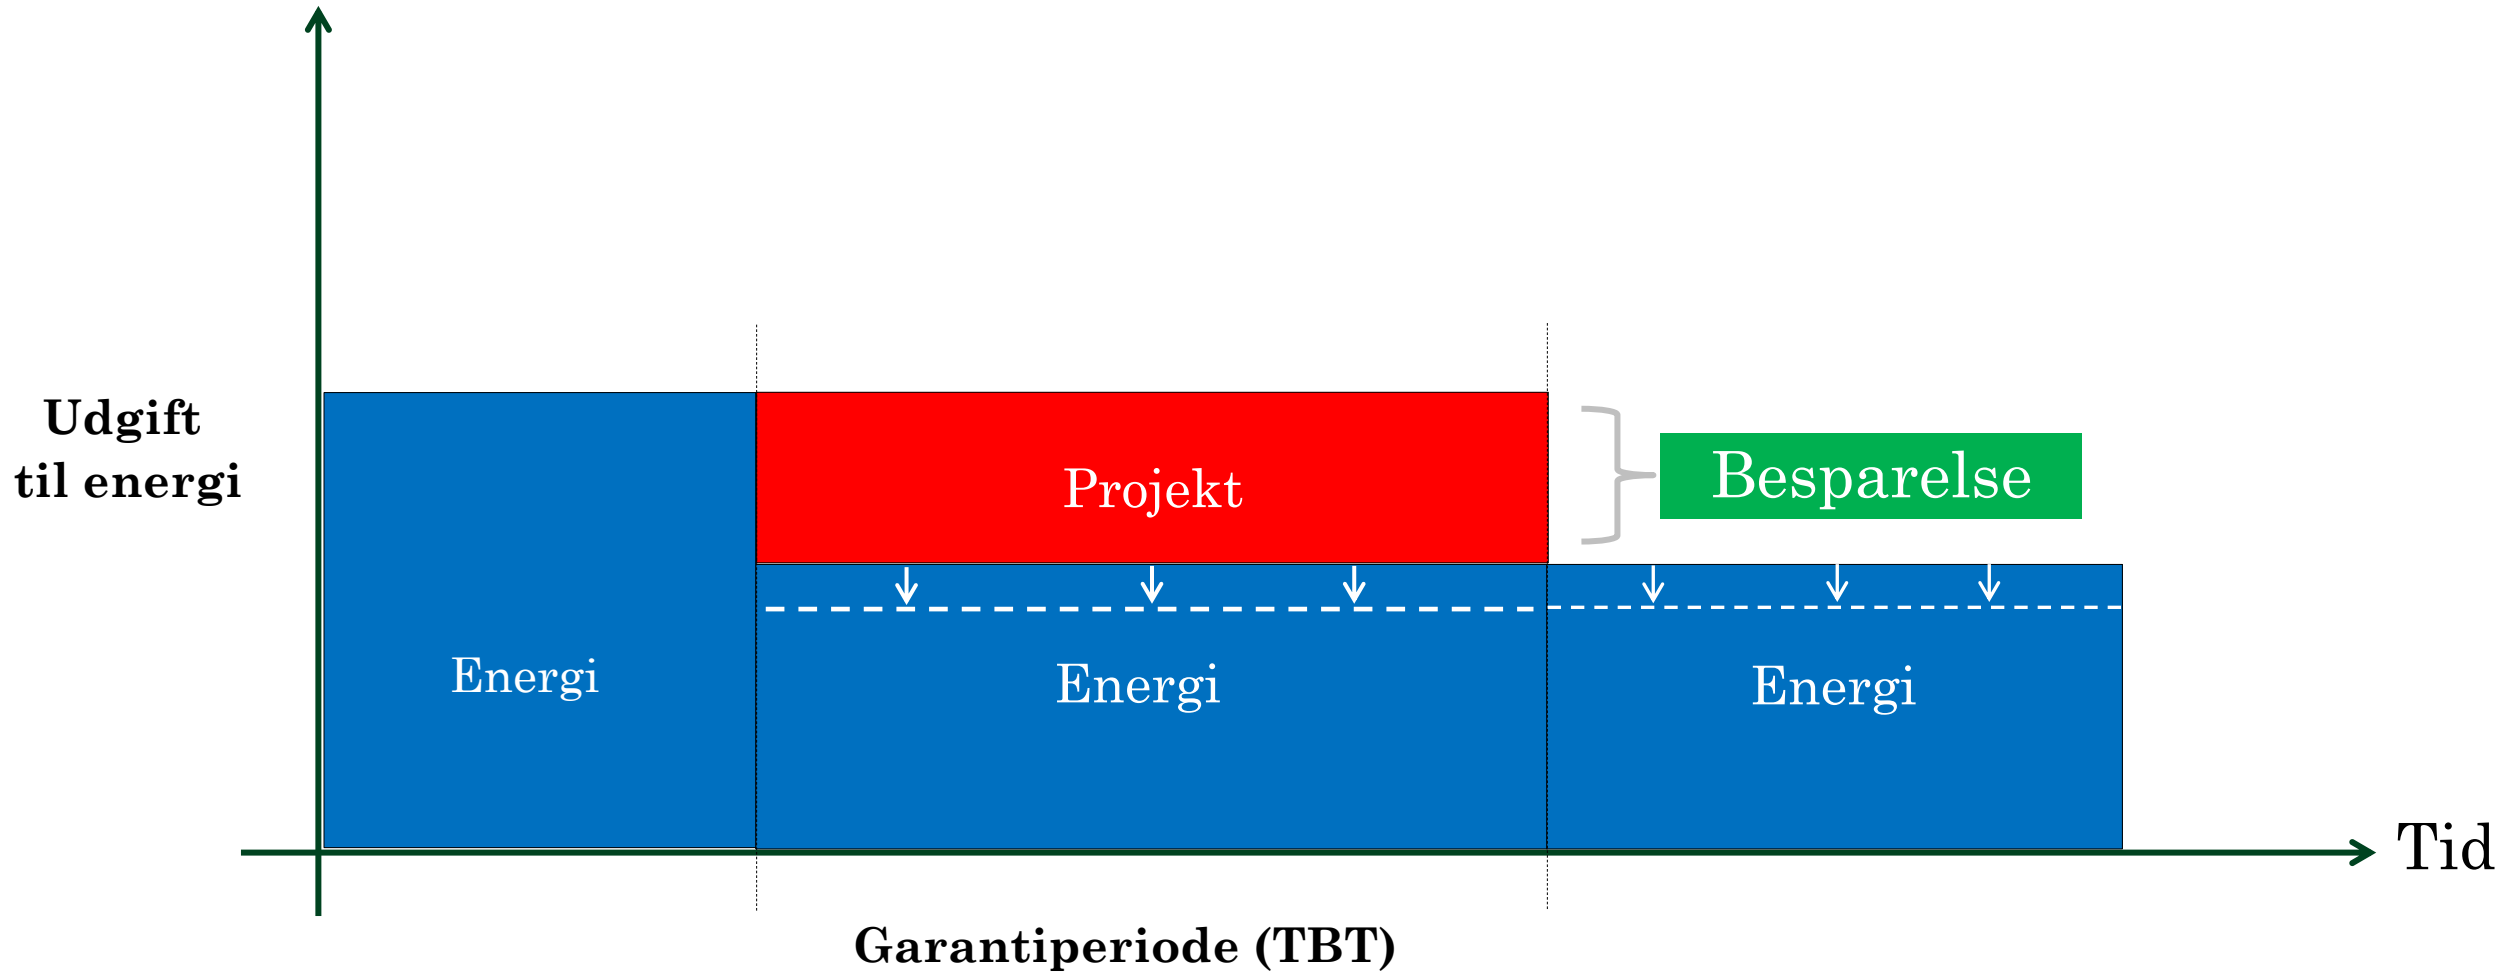 Udgift
til energi
Projekt
Besparelse
Energi
Energi
Energi
Tid
Garantiperiode (TBT)